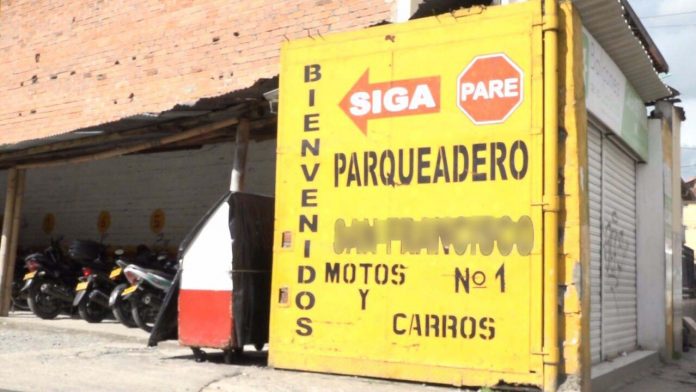 BIENVENIDOS
SIGA
PARE
PARQUEADERO
MOTOS Nº 1
Y
CARROS